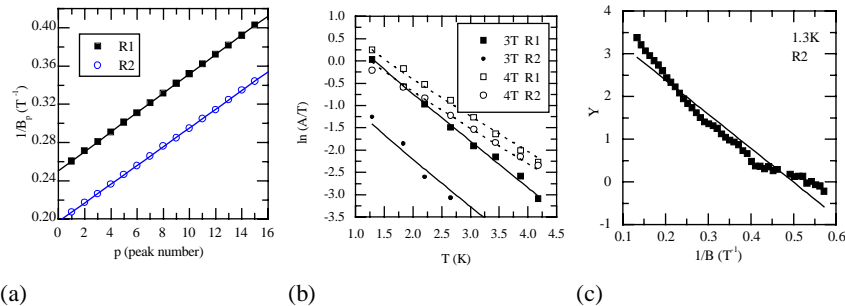 0.40
0.36
0.32
0.28
0.24
0.20
1/B_p (T^-1)
R1
R2
0 2 4 6 8 10 12 14 16
p (peak number)
(a)
1.0
0.5
0.0
-0.5
-1.0
-1.5
-2.0
-2.5
-3.0
-3.5
ln (A/T)
3T R1
3T R2
4T R1
4T R2
1.0 1.5 2.0 2.5 3.0 3.5 4.0 4.5
T (K)
(b)
4
3
2
1
0
-1
Y
1.3K
R2
0.1 0.2 0.3 0.4 0.5 0.6
1/B (T^-1)
(c)